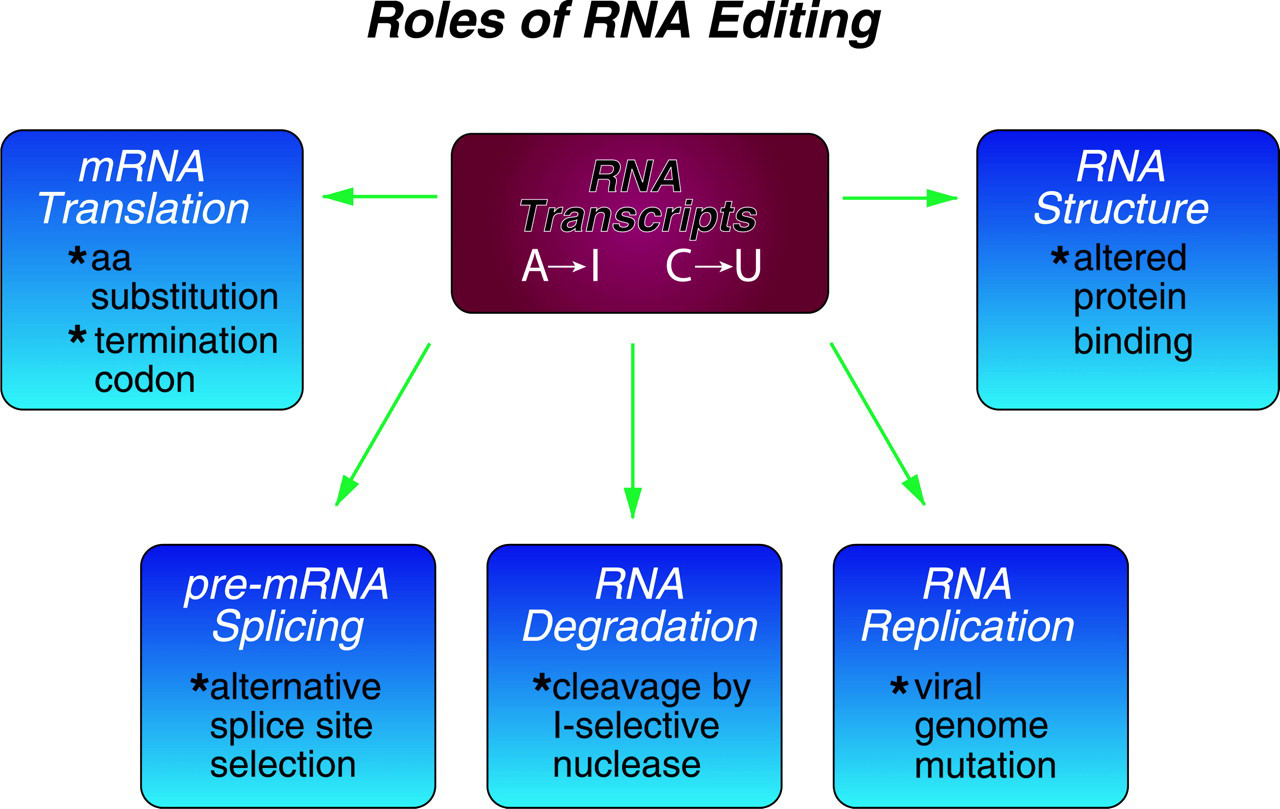 Roles of RNA Editing
mRNA
Translation
*aa
substitution
* termination
codon
RNA
Transcripts
A→I C→U
RNA
Structure
*altered
protein
binding
pre-mRNA
Splicing
*alternative
splice site
selection
RNA
Degradation
*cleavage by
I-selective
nuclease
RNA
Replication
*viral
genome
mutation